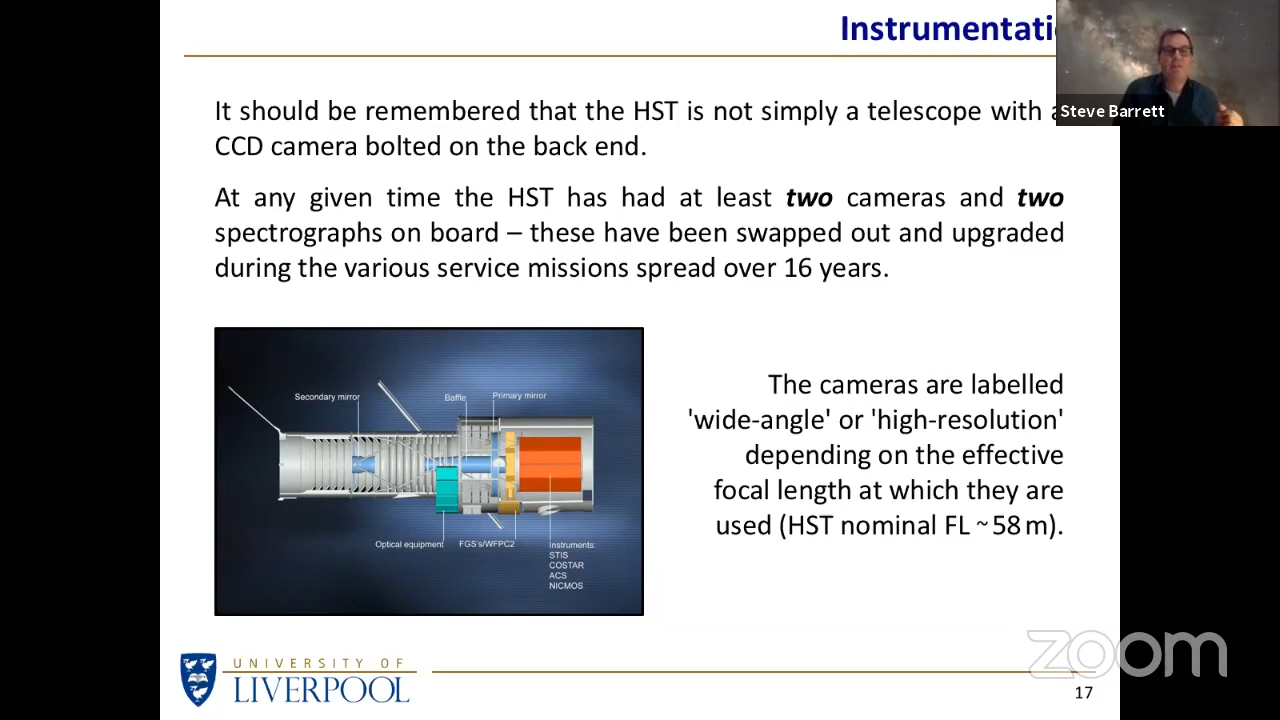 Instrumentati
Steve Barrett
It should be remembered that the HST is not simply a telescope with a
CCD camera bolted on the back end.
At any given time the HST has had at least two cameras and two
spectrographs on board – these have been swapped out and upgraded
during the various service missions spread over 16 years.
Secondary mirror
Baffle
Primary mirror
Optical equipment
FGS's/WFPC2
Instruments:
STIS
COSTAR
ACS
NICMOS
The cameras are labelled
'wide-angle' or 'high-resolution'
depending on the effective
focal length at which they are
used (HST nominal FL ~ 58 m).
UNIVERSITY OF
LIVERPOOL
zoom
17